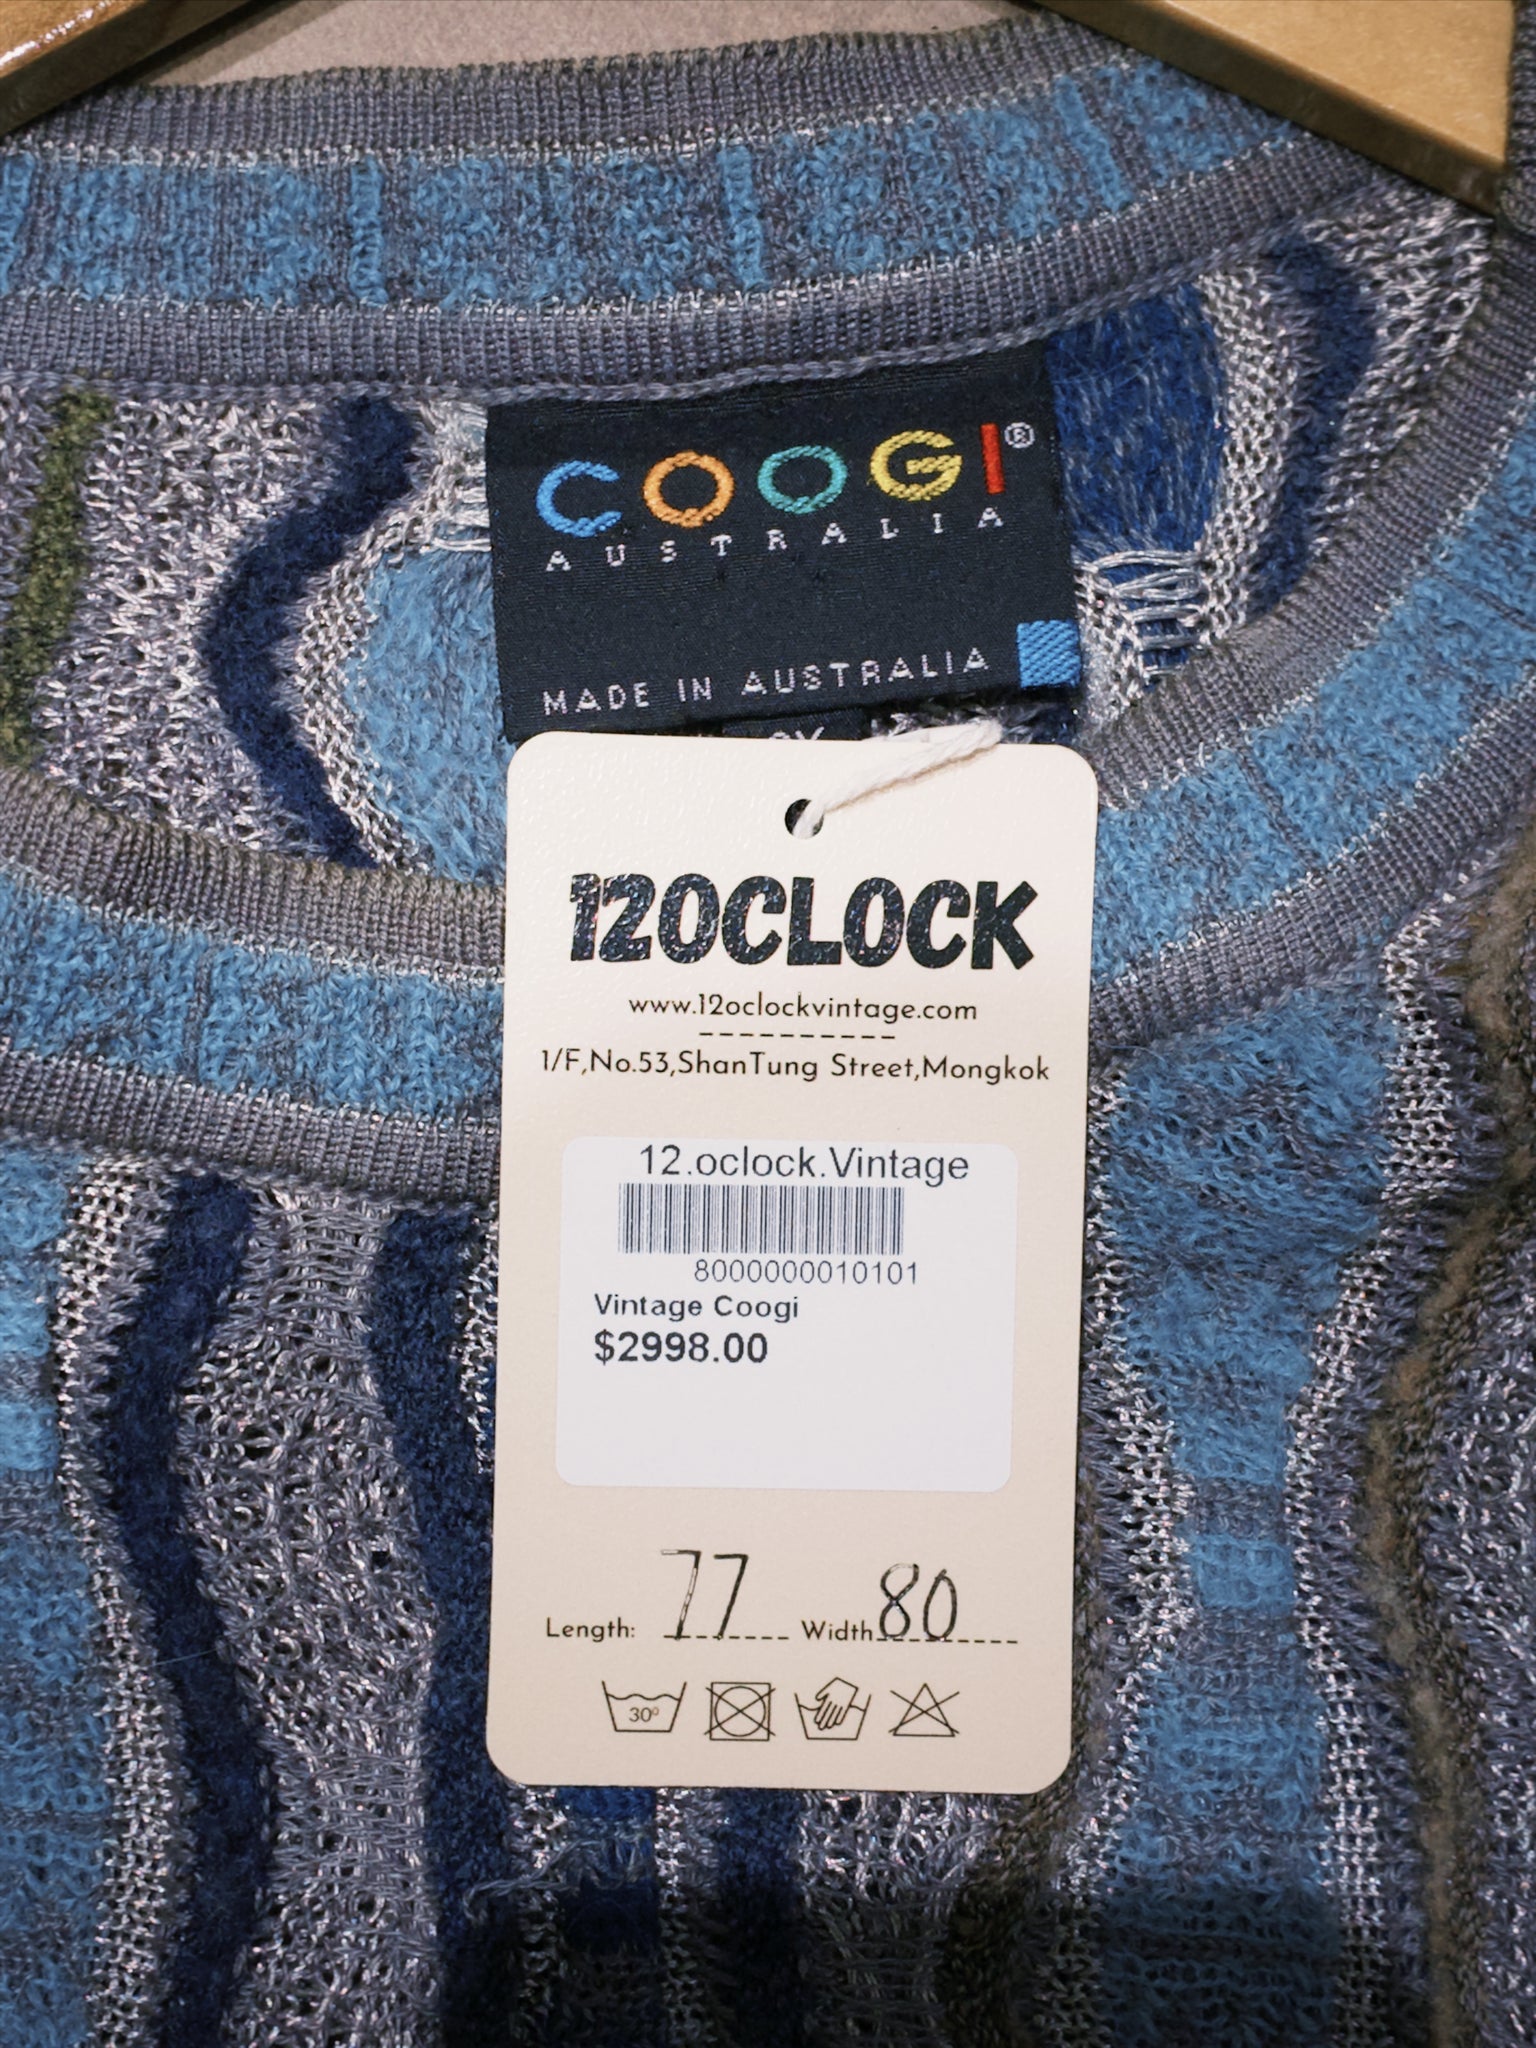 COOGI®
AUSTRALIA
MADE IN AUSTRALIA
12OCLOCK
www.12oclockvintage.com
1/F,No.53,ShanTung Street,Mongkok
12.oclock.Vintage
8000000010101
Vintage Coogi
$2998.00
Length: 77 Width 80
30º